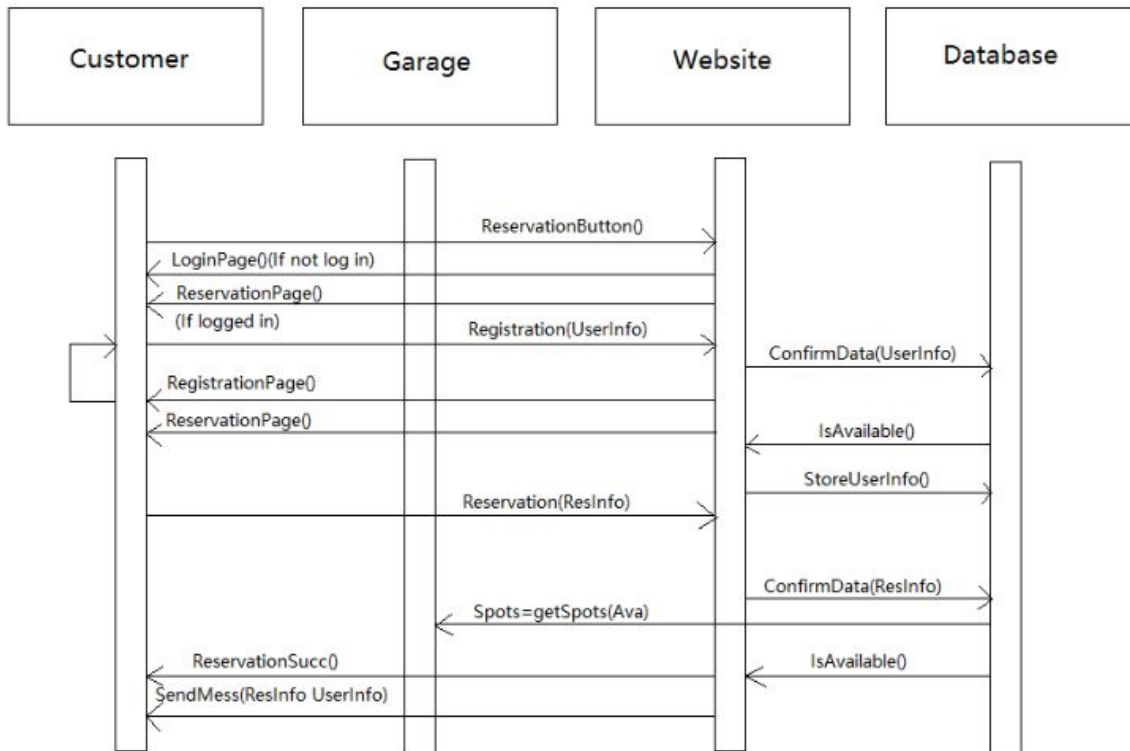 Customer
Garage
Website
Database
ReservationButton()
LoginPage()(If not log in)
ReservationPage()
(If logged in)
Registration(UserInfo)
ConfirmData(UserInfo)
RegistrationPage()
ReservationPage()
IsAvailable()
StoreUserInfo()
Reservation(ResInfo)
ConfirmData(ResInfo)
Spots=getSpots(Ava)
ReservationSucc()
IsAvailable()
SendMess(ResInfo UserInfo)